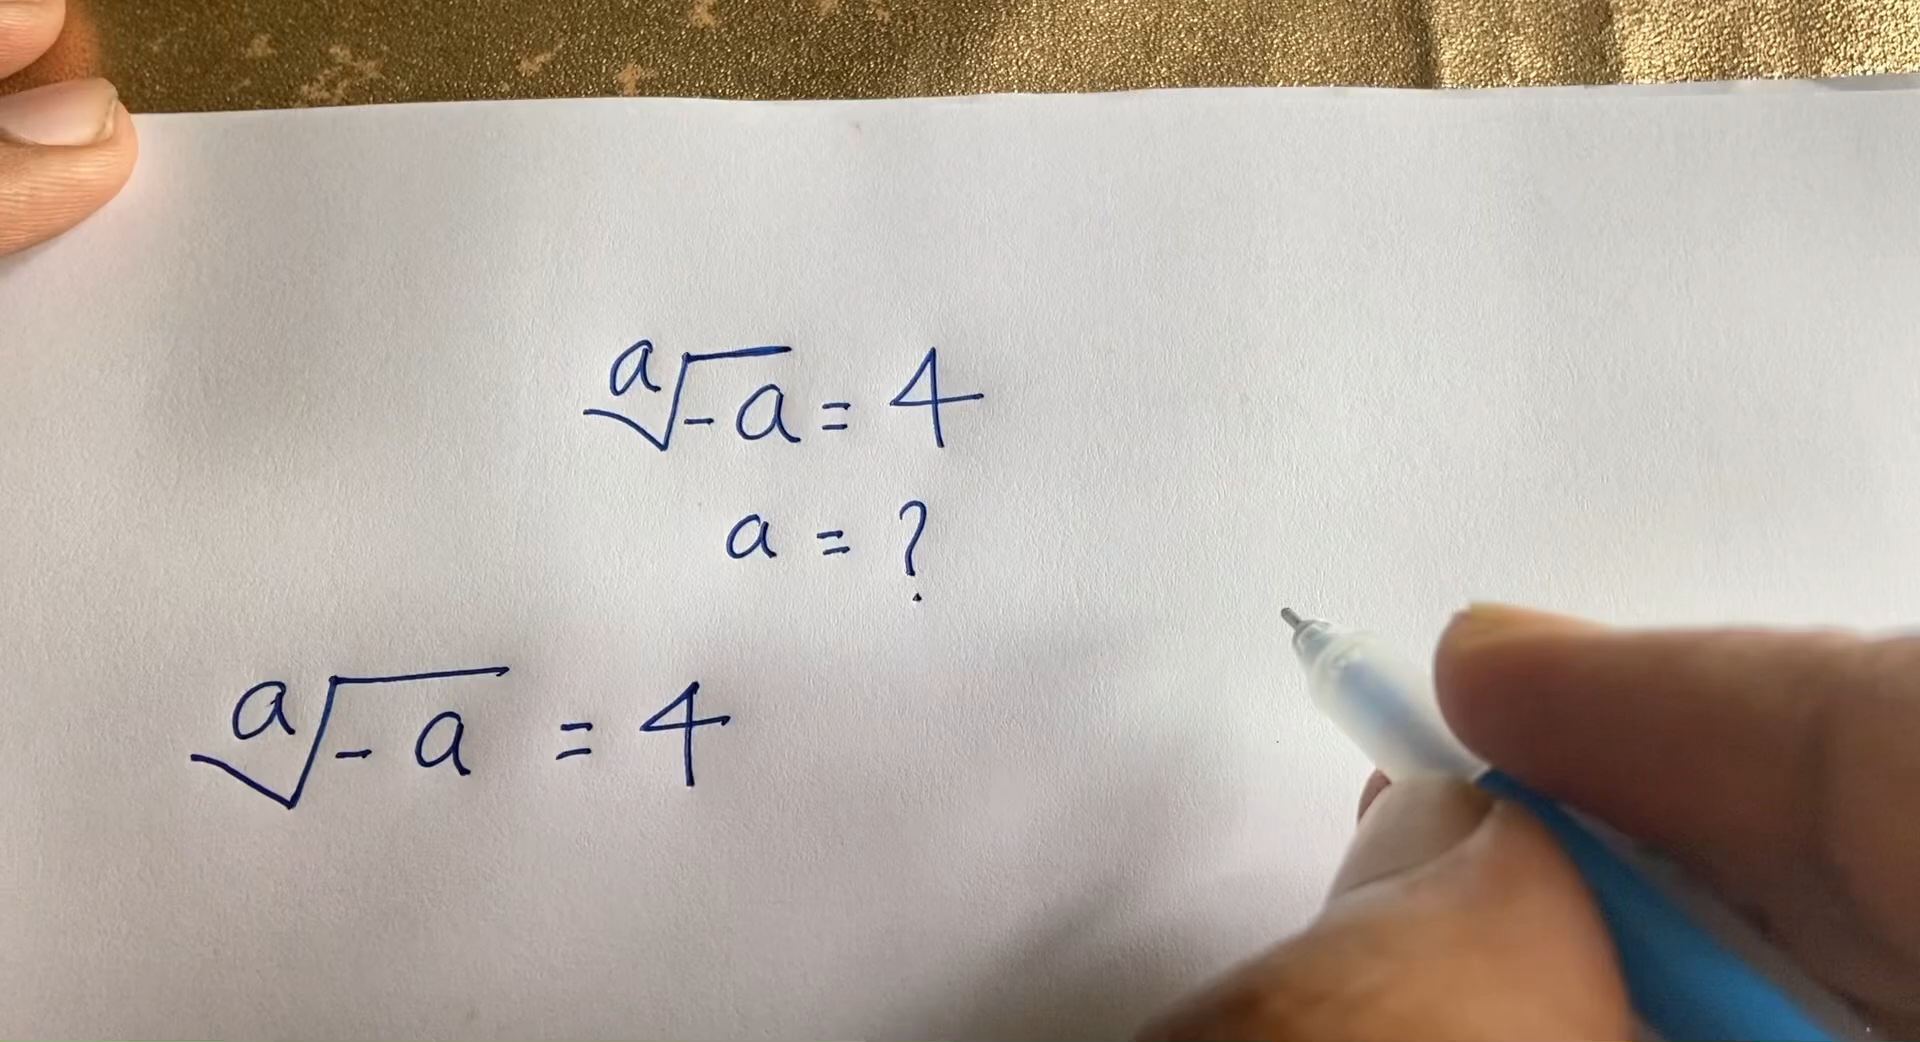 ᵃ√-a = 4
a = ?
ᵃ√-a = 4